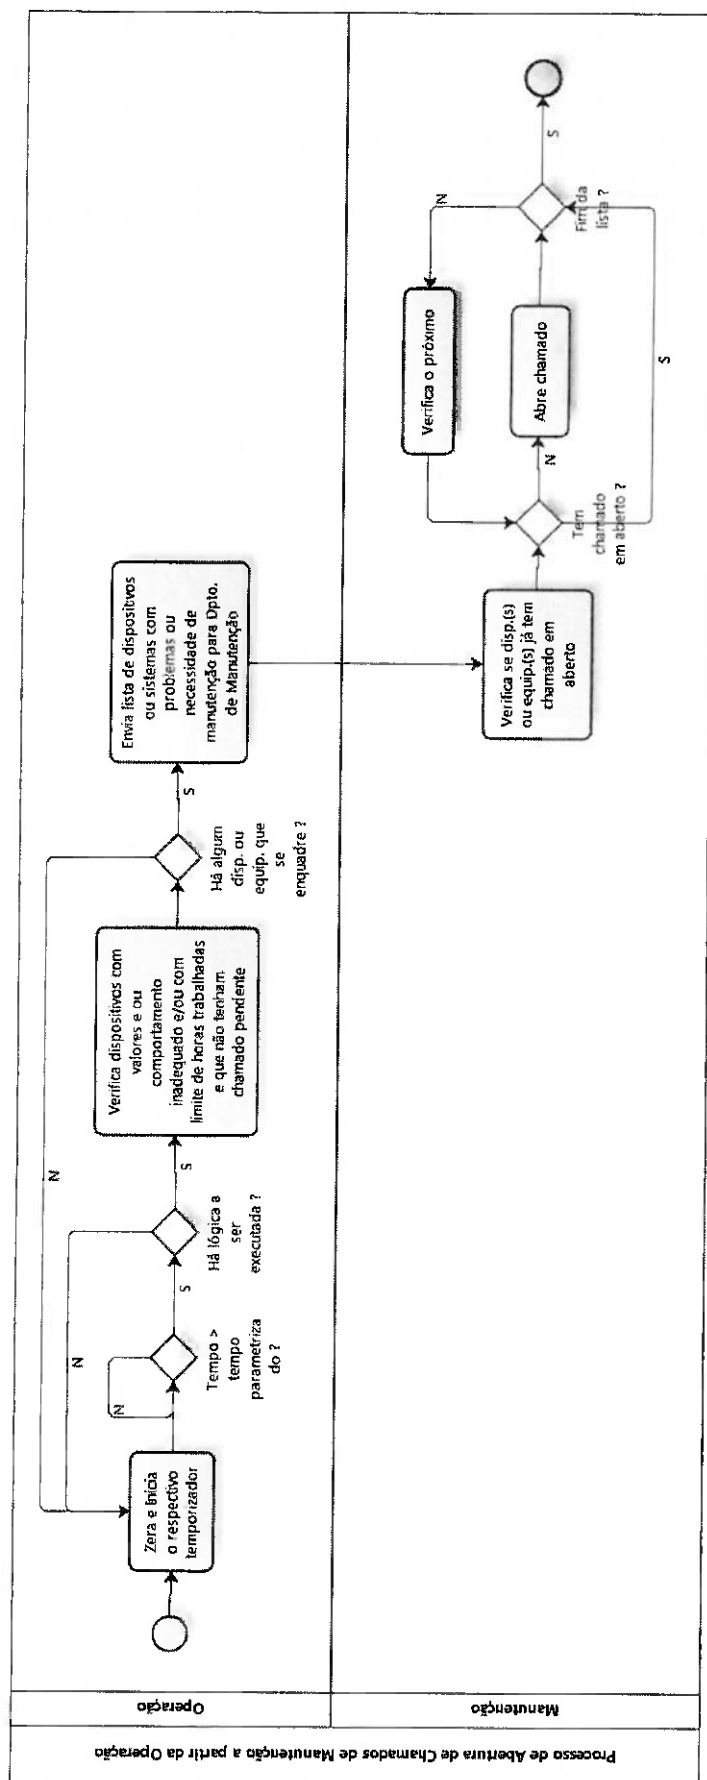 Processo de Abertura de Chamados de Manutenção a partir da Operação
Operação
Zera e Inicia
o respectivo
temporizador
N
Tempo >
tempo
parametriza
do ?
S
N
Há lógica a
ser
executada ?
S
Verifica dispositivos com
valores e ou
comportamento
inadequado e/ou com
limite de horas trabalhadas
e que não tenham
chamado pendente
N
Há algum
disp. ou
equip. que
se
enquadre ?
S
Envia lista de dispositivos
ou sistemas com
problemas ou
necessidade de
manutenção para Dpto.
de Manutenção
Manutenção
Verifica se disp.(s)
ou equip.(s) já tem
chamado em
aberto
Tem
chamado
em aberto ?
N
Abre chamado
S
Verifica o próximo
N
Fim da
lista ?
S